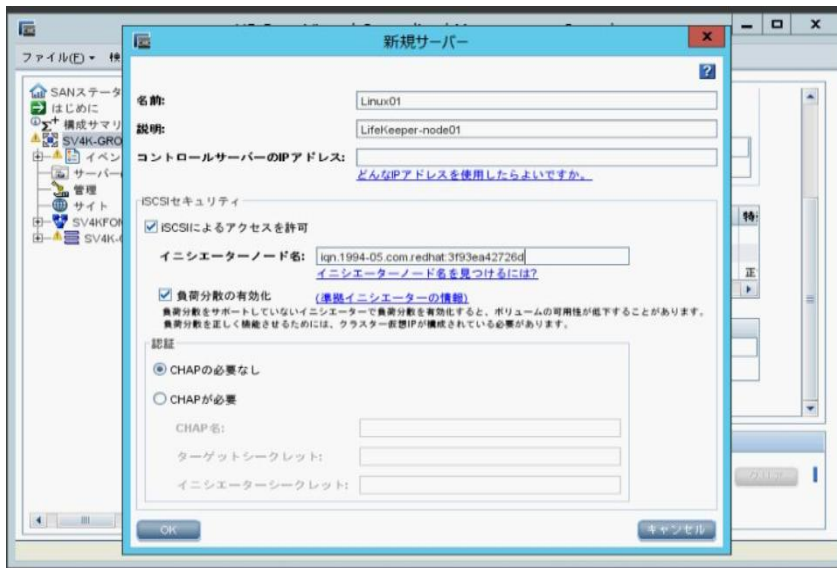 新規サーバー
ファイル(F)
SANステータ
はじめに
構成サマリ
SV4K-GRO
イベン
サーバー
管理
サイト
SV4KFOM
SV4K-
名前:
Linux01
説明:
LifeKeeper-node01
コントロールサーバーのIPアドレス:
どんなIPアドレスを使用したらよいですか。
iSCSIセキュリティ
iSCSIによるアクセスを許可
イニシエーターノード名:
iqn.1994-05.com.redhat:3f93ea42726d
イニシエーターノード名を見つけるには?
負荷分散の有効化 (準拠イニシエーターの情報)
負荷分散をサポートしていないイニシエーターで負荷分散を有効化すると、ボリュームの可用性が低下することがあります。
負荷分散を正しく機能させるためには、クラスター仮想IPが構成されている必要があります。
認証
CHAPの必要なし
CHAPが必要
CHAP名:
ターゲットシークレット:
イニシエーターシークレット:
OK
キャンセル
特
正